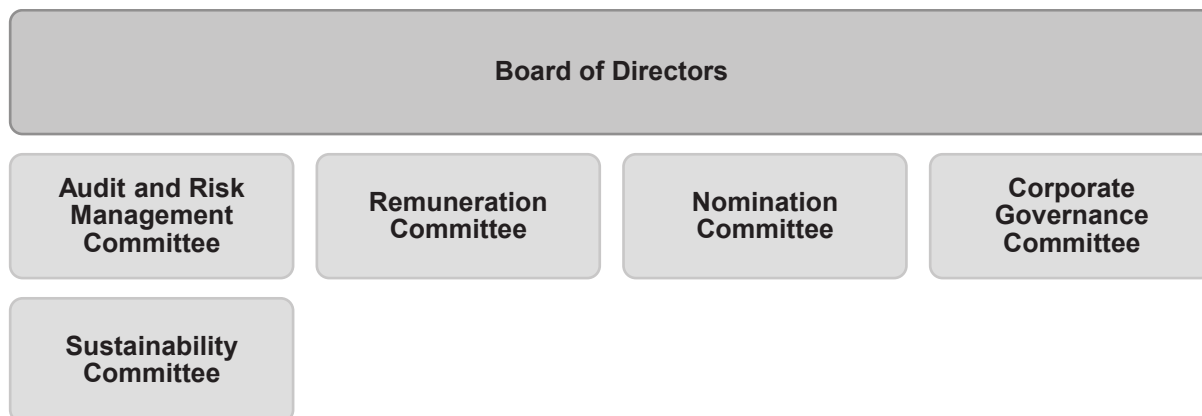 Board of Directors
Audit and Risk
Management
Committee
Remuneration
Committee
Nomination
Committee
Corporate
Governance
Committee
Sustainability
Committee